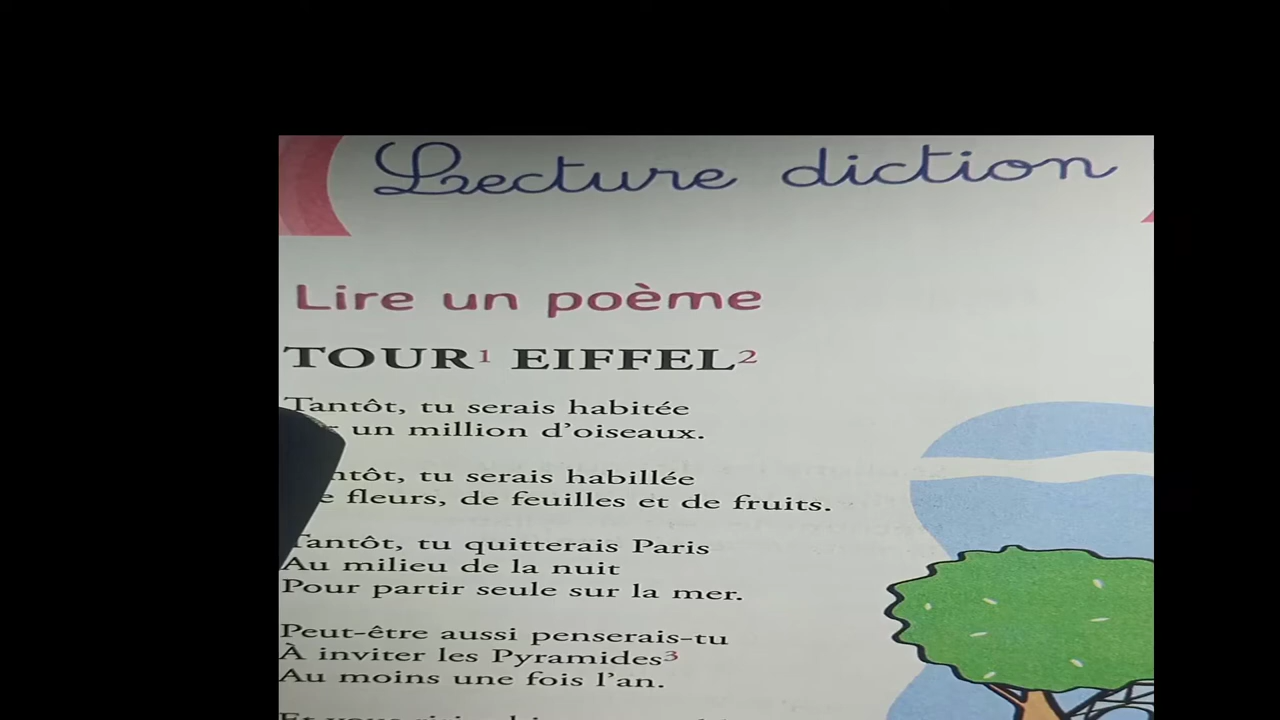 Lecture diction
Lire un poème
TOUR¹ EIFFEL²
Tantôt, tu serais habitée
un million d'oiseaux.
tu serais habillée
fleurs, de feuilles et de fruits.
Tantôt, tu quitterais Paris
Au milieu de la nuit
Pour partir seule sur la mer.
Peut-être aussi penserais-tu
À inviter les Pyramides³
Au moins une fois l'an.